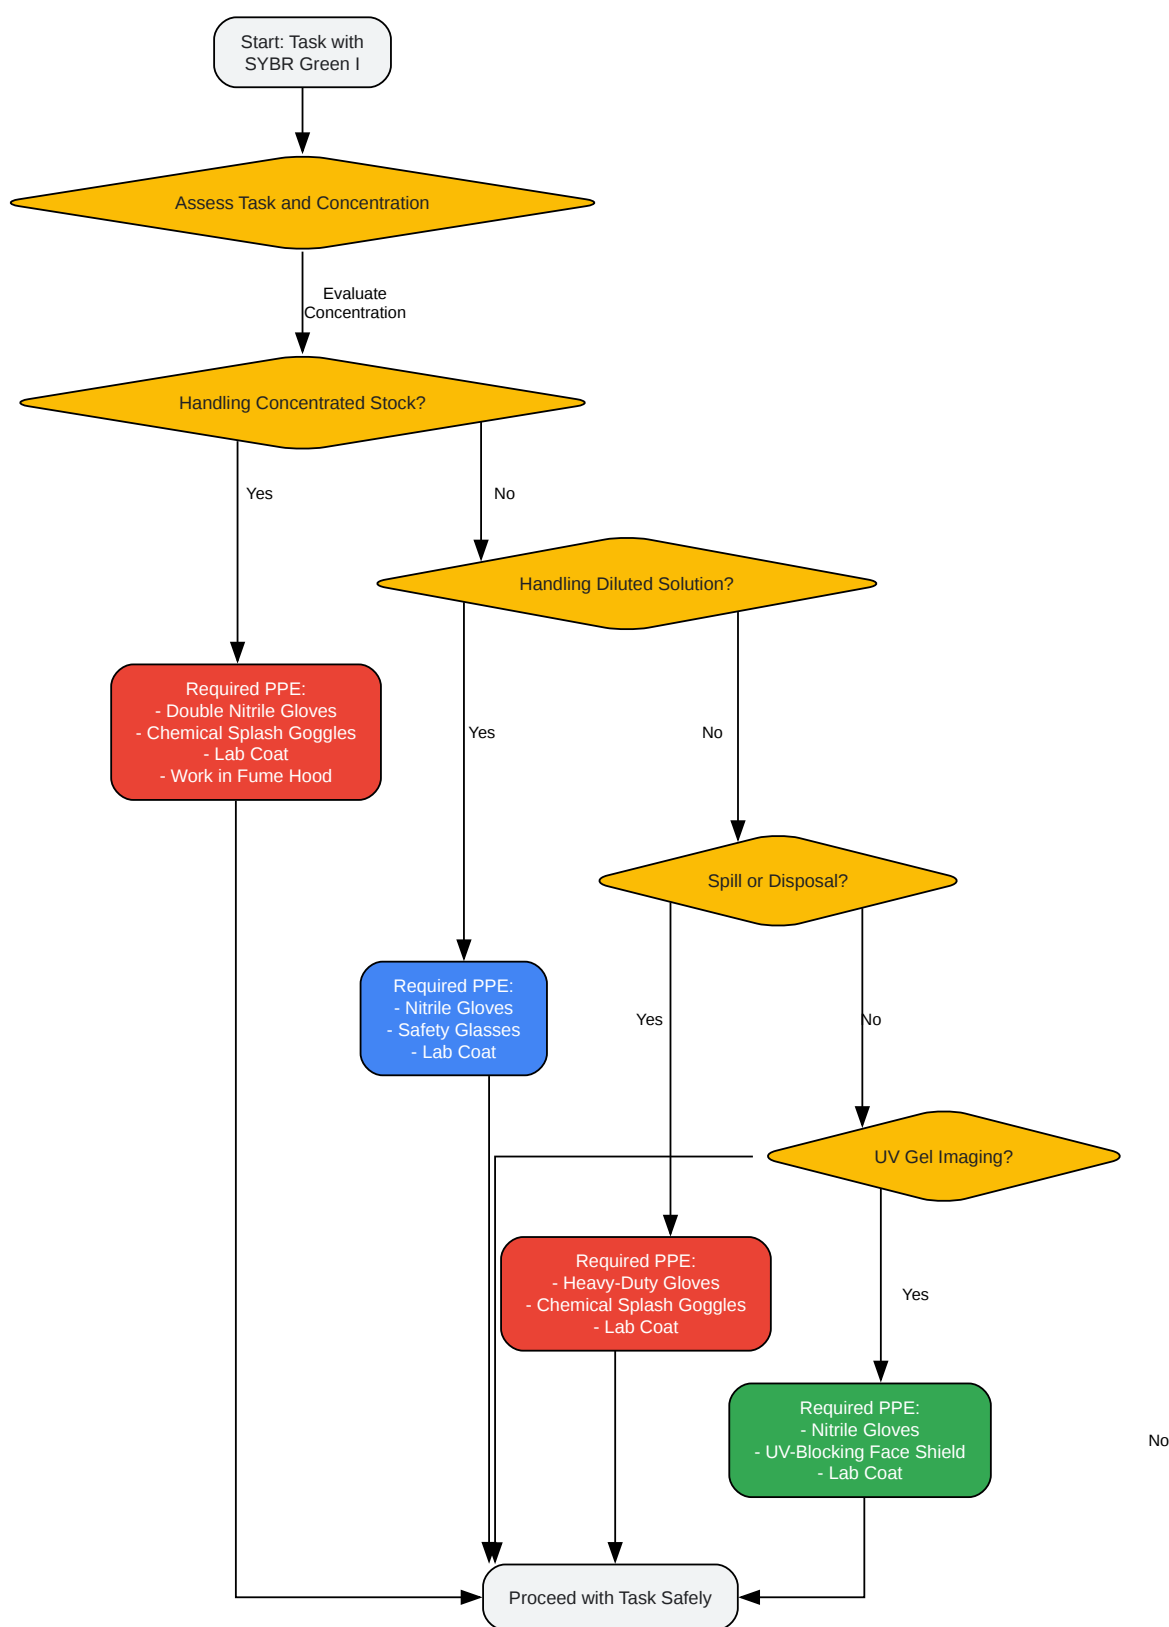 Start: Task with
SYBR Green I
Assess Task and Concentration
Evaluate
Concentration
Handling Concentrated Stock?
Yes
No
Handling Diluted Solution?
Required PPE:
- Double Nitrile Gloves
- Chemical Splash Goggles
- Lab Coat
- Work in Fume Hood
Yes
No
Spill or Disposal?
Required PPE:
- Nitrile Gloves
- Safety Glasses
- Lab Coat
Yes
No
UV Gel Imaging?
Required PPE:
- Heavy-Duty Gloves
- Chemical Splash Goggles
- Lab Coat
Yes
Required PPE:
- Nitrile Gloves
- UV-Blocking Face Shield
- Lab Coat
No
Proceed with Task Safely